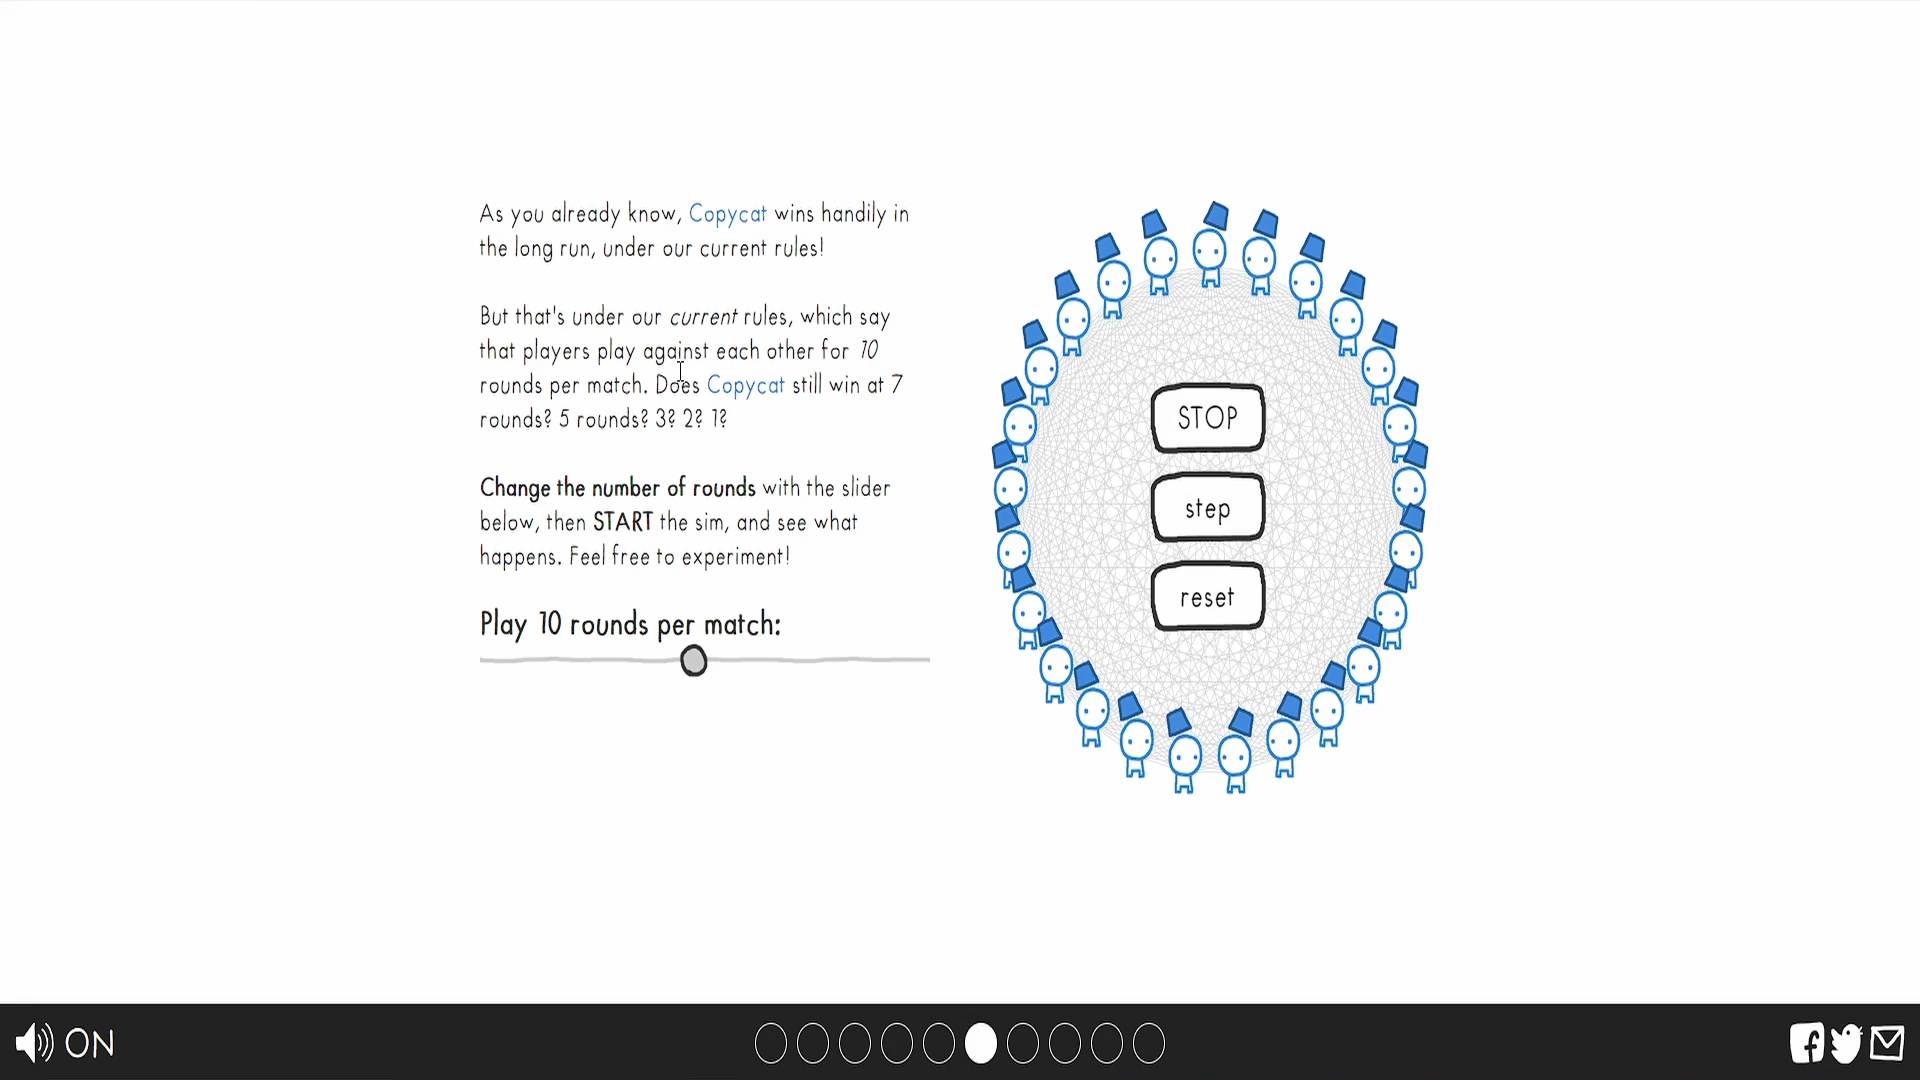 As you already know, Copycat wins handily in
the long run, under our current rules!
But that's under our current rules, which say
that players play against each other for 10
rounds per match. Does Copycat still win at 7
rounds? 5 rounds? 3? 2? 1?
Change the number of rounds with the slider
below, then START the sim, and see what
happens. Feel free to experiment!
Play 10 rounds per match:
STOP
step
reset
ON